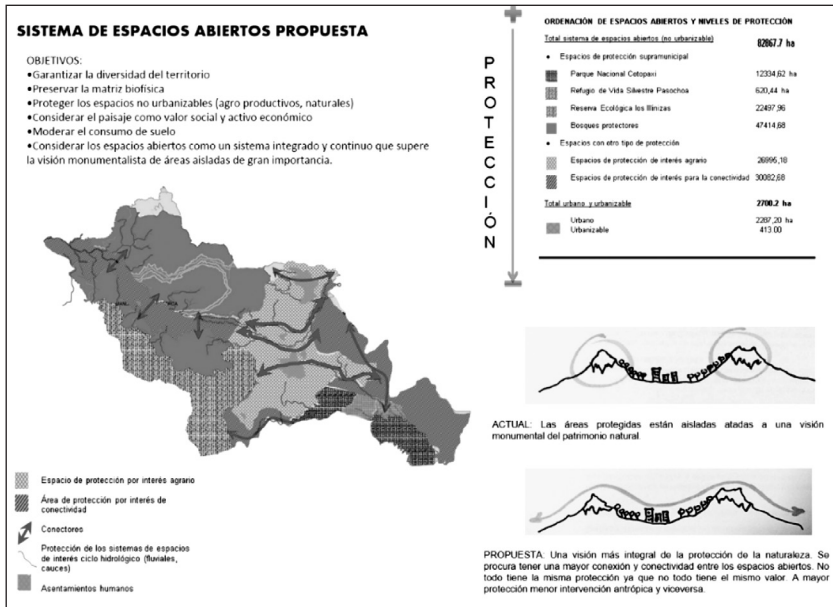 SISTEMA DE ESPACIOS ABIERTOS PROPUESTA
OBJETIVOS:
•Garantizar la diversidad del territorio
•Preservar la matriz biofísica
•Proteger los espacios no urbanizables (agro productivos, naturales)
•Considerar el paisaje como valor social y activo económico
•Moderar el consumo de suelo
•Considerar los espacios abiertos como un sistema integrado y continuo que supere
la visión monumentalista de áreas aisladas de gran importancia.
Espacio de protección por interés agrario
Área de protección por interés de
conectividad
Conectores
Protección de los sistemas de espacios
de interés ciclo hidrológico (fluviales,
cauces)
Asentamientos humanos
PROTECCIÓN
ORDENACIÓN DE ESPACIOS ABIERTOS Y NIVELES DE PROTECCIÓN
Total sistema de espacios abiertos (no urbanizable) 82867.7 ha
• Espacios de protección supramunicipal
Parque Nacional Cotopaxi 12334,62 ha
Refugio de Vida Silvestre Pasochoa 620,44 ha
Reserva Ecológica los Illinizas 22497,96
Bosques protectores 47414,68
• Espacios con otro tipo de protección
Espacios de protección de interés agrario 26995,18
Espacios de protección de interés para la conectividad 30082,68
Total urbano y urbanizable 2700.2 ha
Urbano 2287,20 ha
Urbanizable 413.00
ACTUAL: Las áreas protegidas están aisladas atadas a una visión
monumental del patrimonio natural.
PROPUESTA: Una visión más integral de la protección de la naturaleza. Se
procura tener una mayor conexión y conectividad entre los espacios abiertos. No
todo tiene la misma protección ya que no todo tiene el mismo valor. A mayor
protección menor intervención antrópica y viceversa.